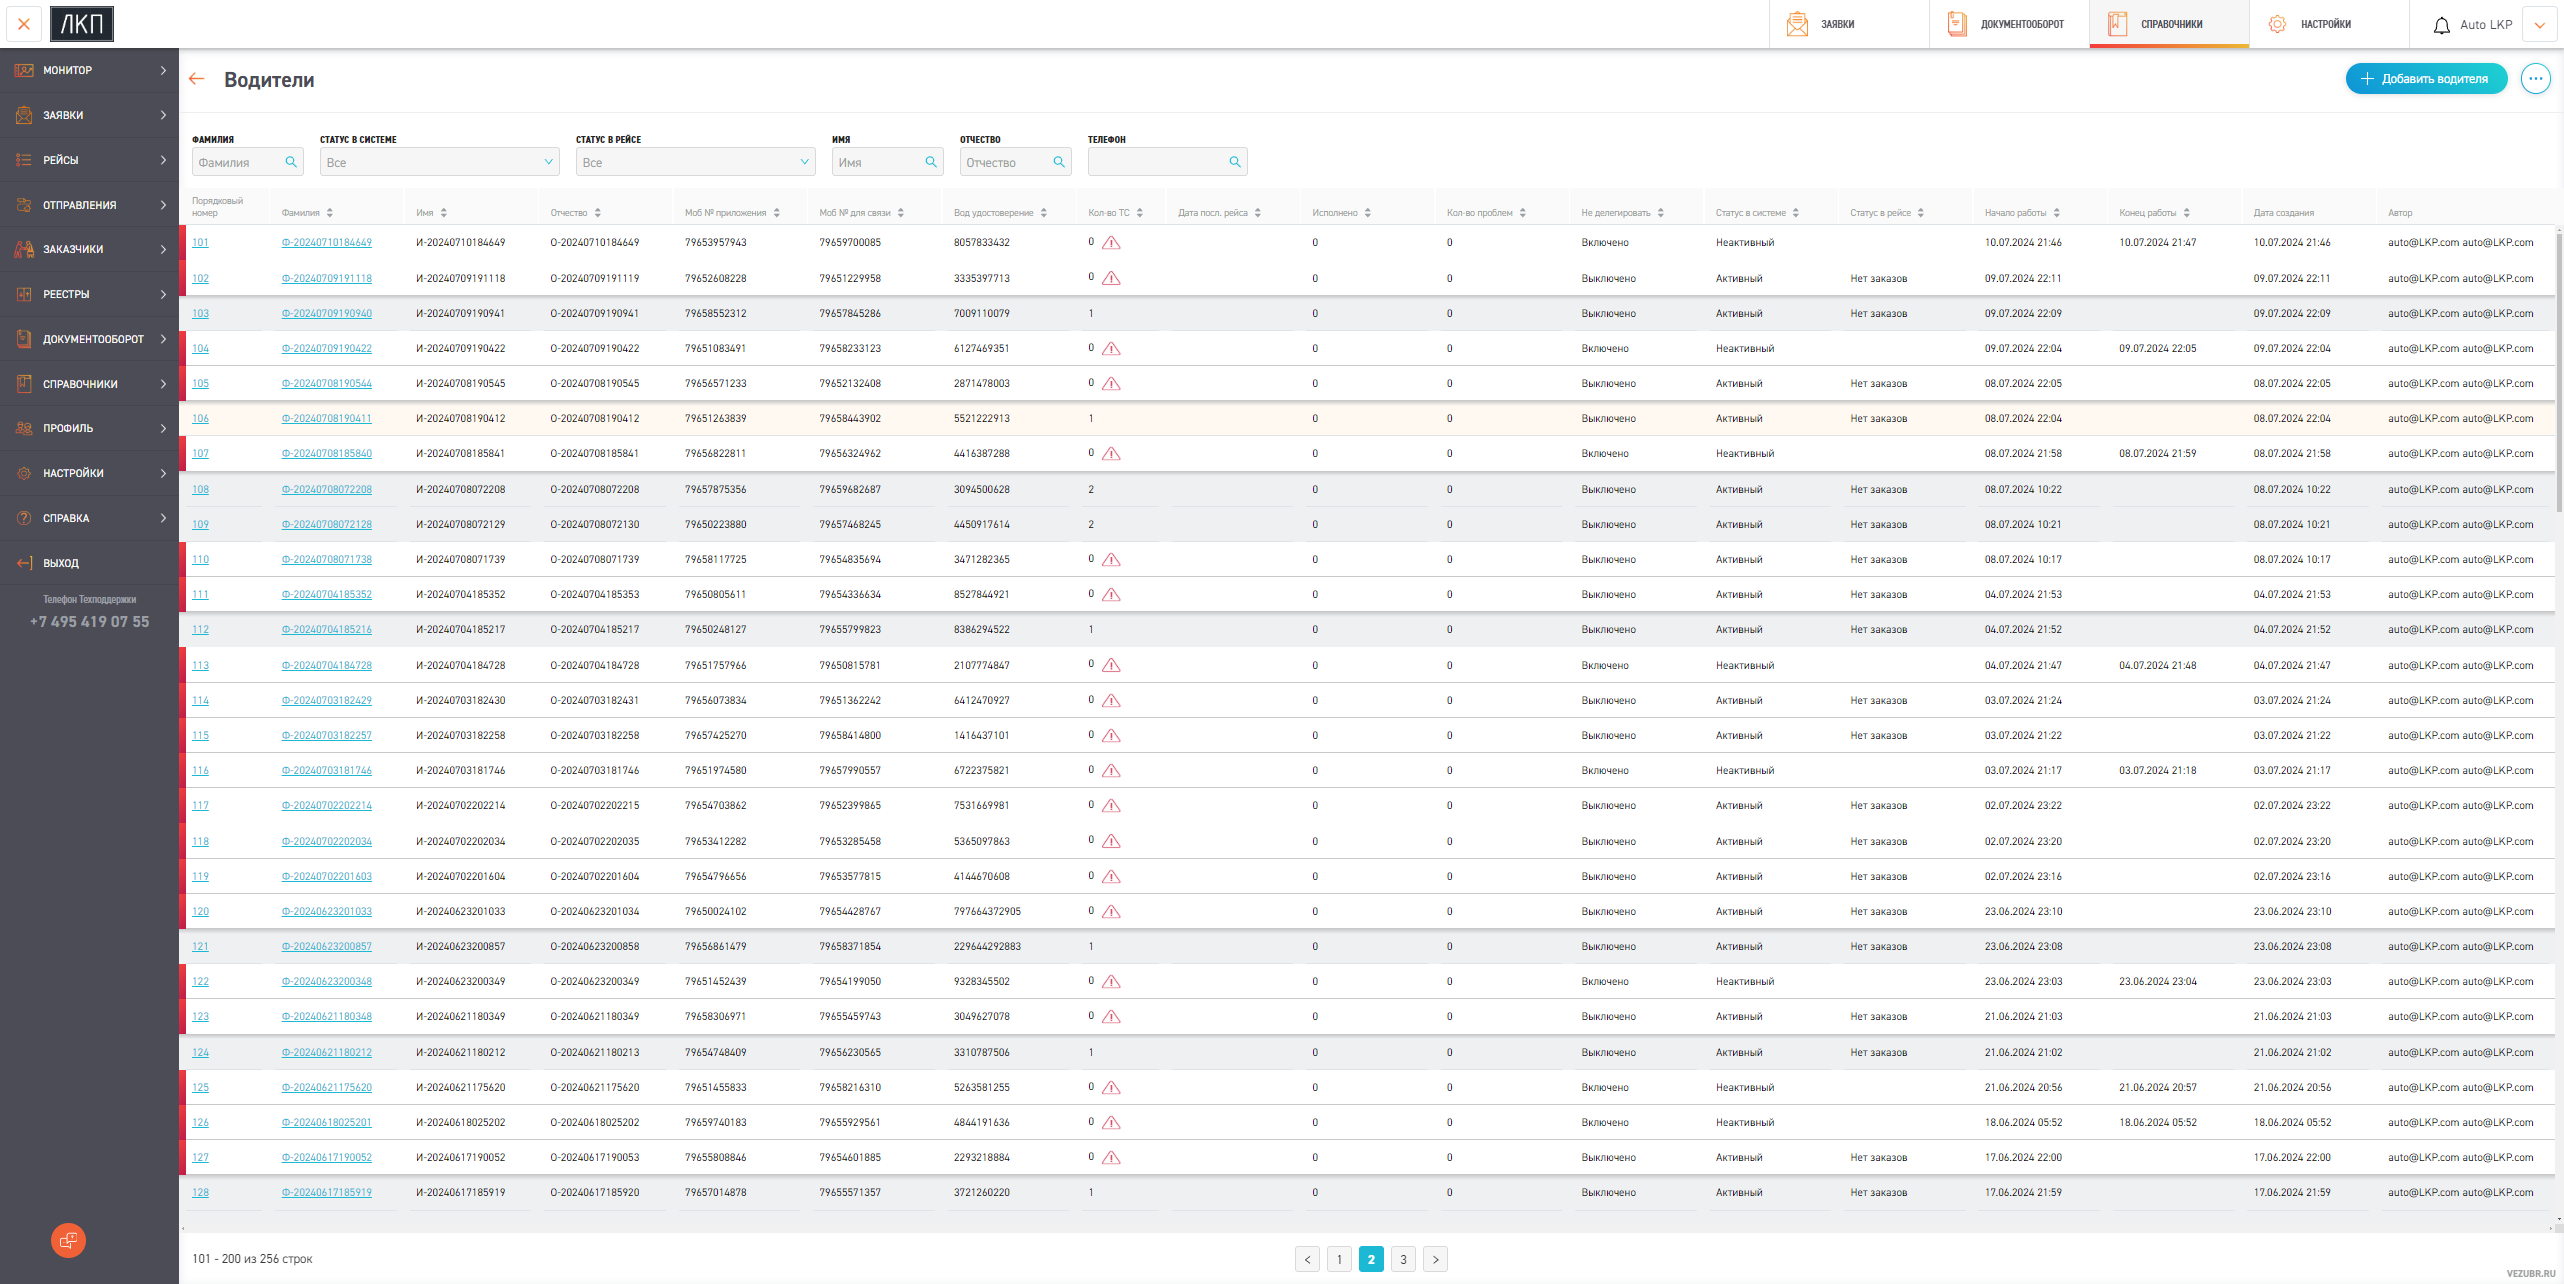 ЛКП
ЗАЯВКИ
ДОКУМЕНТООБОРОТ
СПРАВОЧНИКИ
НАСТРОЙКИ
Auto LKP
МОНИТОР
ЗАЯВКИ
РЕЙСЫ
ОТПРАВЛЕНИЯ
ЗАКАЗЧИКИ
РЕЕСТРЫ
ДОКУМЕНТООБОРОТ
СПРАВОЧНИКИ
ПРОФИЛЬ
НАСТРОЙКИ
СПРАВКА
ВЫХОД
Телефон Техподдержки
+7 495 419 07 55
Водители
Добавить водителя
ФАМИЛИЯ СТАТУС В СИСТЕМЕ СТАТУС В РЕЙСЕ ИМЯ ОТЧЕСТВО ТЕЛЕФОН
Фамилия Все Все Имя Отчество
Порядковый номер Фамилия Имя Отчество Моб № приложения Моб № для связи Вод удостоверение Кол-во ТС Дата посл. рейса Исполнено Кол-во проблем Не делегировать Статус в системе Статус в рейсе Начало работы Конец работы Дата создания Автор
101 Ф-20240710184649 И-20240710184649 О-20240710184649 79653957943 79659700085 8057833432 0 0 0 Включено Неактивный 10.07.2024 21:46 10.07.2024 21:47 10.07.2024 21:46 auto@LKP.com auto@LKP.com
102 Ф-20240709191118 И-20240709191118 О-20240709191119 79652608228 79651229958 3335397713 0 0 0 Выключено Активный Нет заказов 09.07.2024 22:11 09.07.2024 22:11 auto@LKP.com auto@LKP.com
103 Ф-20240709190940 И-20240709190941 О-20240709190941 79658552312 79657845286 7009110079 1 0 0 Выключено Активный Нет заказов 09.07.2024 22:09 09.07.2024 22:09 auto@LKP.com auto@LKP.com
104 Ф-20240709190422 И-20240709190422 О-20240709190422 79651083491 79658233123 6127469351 0 0 0 Включено Неактивный 09.07.2024 22:04 09.07.2024 22:05 09.07.2024 22:04 auto@LKP.com auto@LKP.com
105 Ф-20240708190544 И-20240708190545 О-20240708190545 79656571233 79652132408 2871478003 0 0 0 Выключено Активный Нет заказов 08.07.2024 22:05 08.07.2024 22:05 auto@LKP.com auto@LKP.com
106 Ф-20240708190411 И-20240708190412 О-20240708190412 79651263839 79658443902 5521222913 1 0 0 Выключено Активный Нет заказов 08.07.2024 22:04 08.07.2024 22:04 auto@LKP.com auto@LKP.com
107 Ф-20240708185840 И-20240708185841 О-20240708185841 79656822811 79656324962 4416387288 0 0 0 Включено Неактивный 08.07.2024 21:58 08.07.2024 21:59 08.07.2024 21:58 auto@LKP.com auto@LKP.com
108 Ф-20240708072208 И-20240708072208 О-20240708072208 79657875356 79659682687 3094500628 2 0 0 Выключено Активный Нет заказов 08.07.2024 10:22 08.07.2024 10:22 auto@LKP.com auto@LKP.com
109 Ф-20240708072128 И-20240708072129 О-20240708072130 79650223880 79657468245 4450917614 2 0 0 Выключено Активный Нет заказов 08.07.2024 10:21 08.07.2024 10:21 auto@LKP.com auto@LKP.com
110 Ф-20240708071738 И-20240708071739 О-20240708071739 79658117725 79654835694 3471282365 0 0 0 Выключено Активный Нет заказов 08.07.2024 10:17 08.07.2024 10:17 auto@LKP.com auto@LKP.com
111 Ф-20240704185352 И-20240704185352 О-20240704185353 79650805611 79654336634 8527844921 0 0 0 Выключено Активный Нет заказов 04.07.2024 21:53 04.07.2024 21:53 auto@LKP.com auto@LKP.com
112 Ф-20240704185216 И-20240704185217 О-20240704185217 79650248127 79655799823 8386294522 1 0 0 Выключено Активный Нет заказов 04.07.2024 21:52 04.07.2024 21:52 auto@LKP.com auto@LKP.com
113 Ф-20240704184728 И-20240704184728 О-20240704184728 79651757966 79650815781 2107774847 0 0 0 Включено Неактивный 04.07.2024 21:47 04.07.2024 21:48 04.07.2024 21:47 auto@LKP.com auto@LKP.com
114 Ф-20240703182429 И-20240703182430 О-20240703182431 79656073834 79651362242 6412470927 0 0 0 Выключено Активный Нет заказов 03.07.2024 21:24 03.07.2024 21:24 auto@LKP.com auto@LKP.com
115 Ф-20240703182257 И-20240703182258 О-20240703182258 79657425270 79658414800 1416437101 0 0 0 Выключено Активный Нет заказов 03.07.2024 21:22 03.07.2024 21:22 auto@LKP.com auto@LKP.com
116 Ф-20240703181746 И-20240703181746 О-20240703181746 79651974580 79657990557 6722375821 0 0 0 Включено Неактивный 03.07.2024 21:17 03.07.2024 21:18 03.07.2024 21:17 auto@LKP.com auto@LKP.com
117 Ф-20240702202214 И-20240702202214 О-20240702202215 79654703862 79652399865 7531669981 0 0 0 Выключено Активный Нет заказов 02.07.2024 23:22 02.07.2024 23:22 auto@LKP.com auto@LKP.com
118 Ф-20240702202034 И-20240702202034 О-20240702202035 79653412282 79653285458 5365097863 0 0 0 Выключено Активный Нет заказов 02.07.2024 23:20 02.07.2024 23:20 auto@LKP.com auto@LKP.com
119 Ф-20240702201603 И-20240702201604 О-20240702201604 79654796656 79653577815 4144670608 0 0 0 Выключено Активный Нет заказов 02.07.2024 23:16 02.07.2024 23:16 auto@LKP.com auto@LKP.com
120 Ф-20240623201033 И-20240623201033 О-20240623201034 79650024102 79654428767 797664372905 0 0 0 Выключено Активный Нет заказов 23.06.2024 23:10 23.06.2024 23:10 auto@LKP.com auto@LKP.com
121 Ф-20240623200857 И-20240623200857 О-20240623200858 79656861479 79658371854 229644292883 1 0 0 Выключено Активный Нет заказов 23.06.2024 23:08 23.06.2024 23:08 auto@LKP.com auto@LKP.com
122 Ф-20240623200348 И-20240623200349 О-20240623200349 79651452439 79654199050 9328345502 0 0 0 Включено Неактивный 23.06.2024 23:03 23.06.2024 23:04 23.06.2024 23:03 auto@LKP.com auto@LKP.com
123 Ф-20240621180348 И-20240621180349 О-20240621180349 79658306971 79655459743 3049627078 0 0 0 Выключено Активный Нет заказов 21.06.2024 21:03 21.06.2024 21:03 auto@LKP.com auto@LKP.com
124 Ф-20240621180212 И-20240621180212 О-20240621180213 79654748409 79656230565 3310787506 1 0 0 Выключено Активный Нет заказов 21.06.2024 21:02 21.06.2024 21:02 auto@LKP.com auto@LKP.com
125 Ф-20240621175620 И-20240621175620 О-20240621175620 79651455833 79658216310 5263581255 0 0 0 Включено Неактивный 21.06.2024 20:56 21.06.2024 20:57 21.06.2024 20:56 auto@LKP.com auto@LKP.com
126 Ф-20240618025201 И-20240618025202 О-20240618025202 79659740183 79655929561 4844191636 0 0 0 Включено Неактивный 18.06.2024 05:52 18.06.2024 05:52 18.06.2024 05:52 auto@LKP.com auto@LKP.com
127 Ф-20240617190052 И-20240617190052 О-20240617190053 79655808846 79654601885 2293218884 0 0 0 Выключено Активный Нет заказов 17.06.2024 22:00 17.06.2024 22:00 auto@LKP.com auto@LKP.com
128 Ф-20240617185919 И-20240617185919 О-20240617185920 79657014878 79655571357 3721260220 1 0 0 Выключено Активный Нет заказов 17.06.2024 21:59 17.06.2024 21:59 auto@LKP.com auto@LKP.com
101 - 200 из 256 строк
< 1 2 3 >
VEZUBR.RU